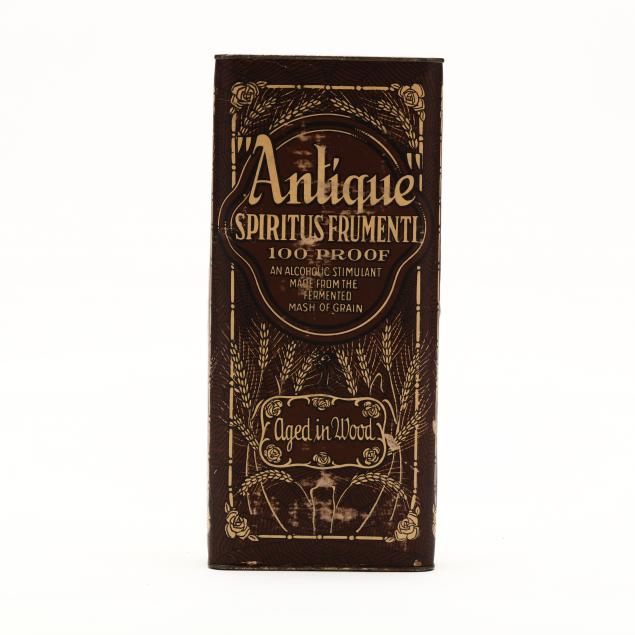 "Antique"
SPIRITUS FRUMENTI
100 PROOF
AN ALCOHOLIC STIMULANT
MADE FROM THE
FERMENTED
MASH OF GRAIN
Aged in Wood